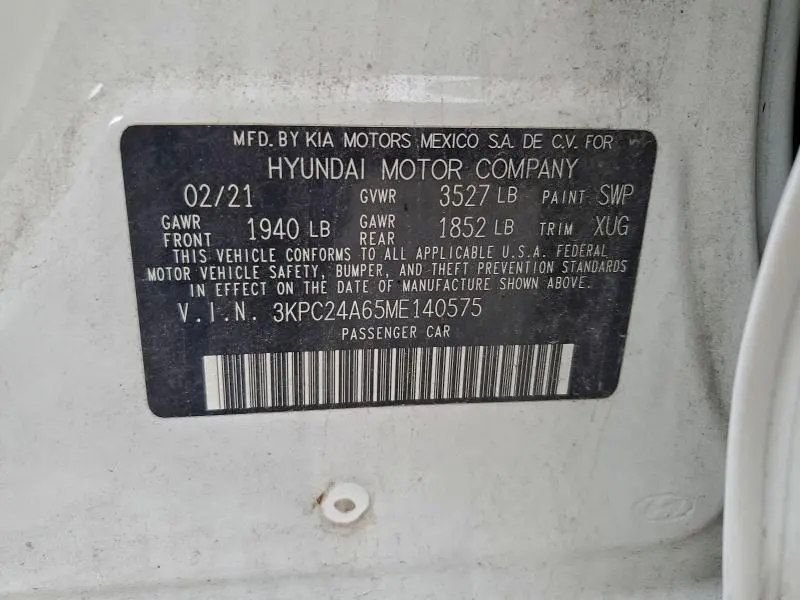 MFD. BY KIA MOTORS MEXICO S.A. DE C.V. FOR
HYUNDAI MOTOR COMPANY
02/21 GVWR 3527 LB PAINT SWP
GAWR FRONT 1940 LB GAWR REAR 1852 LB TRIM XUG
THIS VEHICLE CONFORMS TO ALL APPLICABLE U.S.A. FEDERAL
MOTOR VEHICLE SAFETY, BUMPER, AND THEFT PREVENTION STANDARDS
IN EFFECT ON THE DATE OF MANUFACTURE SHOWN ABOVE.
V.I.N. 3KPC24A65ME140575
PASSENGER CAR